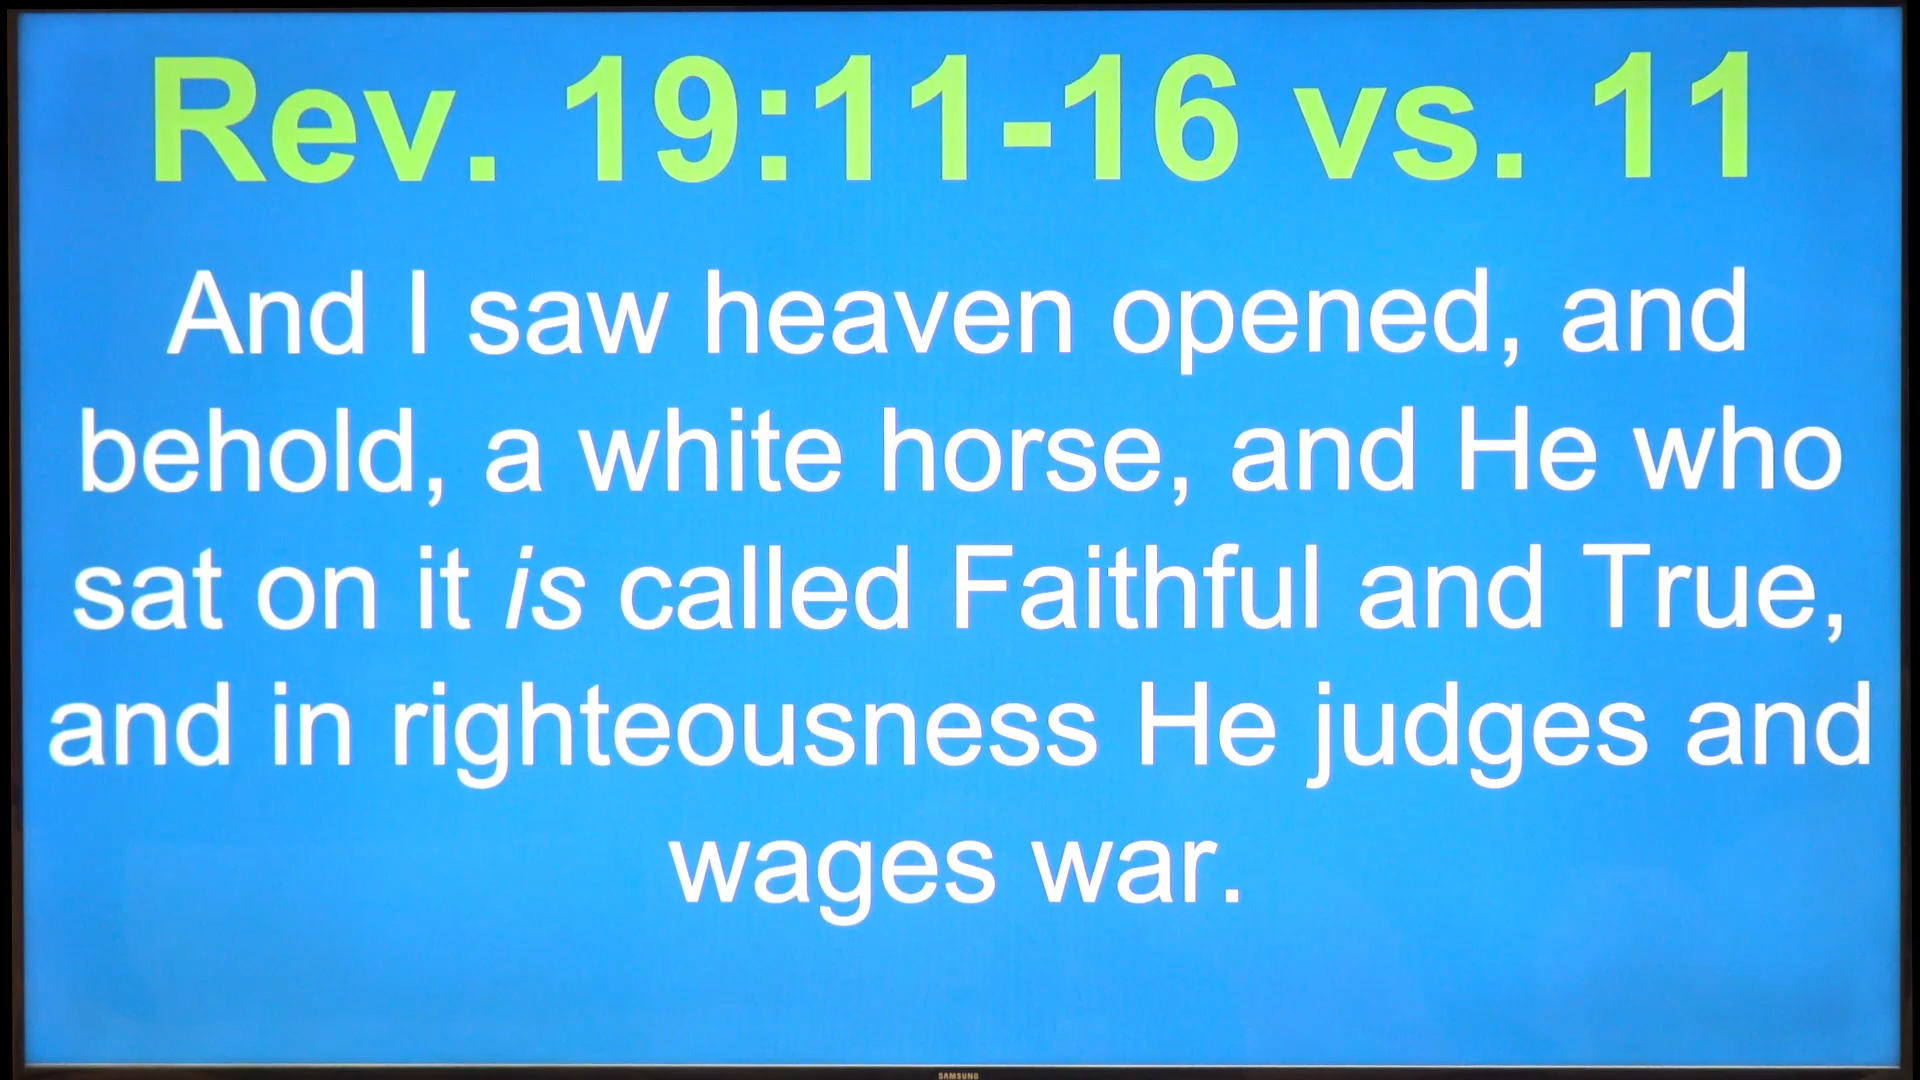 Rev. 19:11-16 vs. 11
And I saw heaven opened, and
behold, a white horse, and He who
sat on it is called Faithful and True,
and in righteousness He judges and
wages war.
SAMSUNG